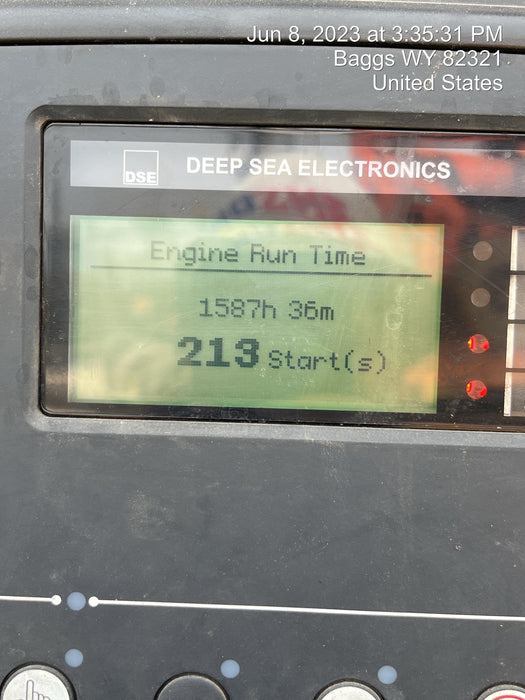 Jun 8, 2023 at 3:35:31 PM
Baggs WY 82321
United States
DSE DEEP SEA ELECTRONICS
Engine Run Time
1587h 36m
213 Start(s)